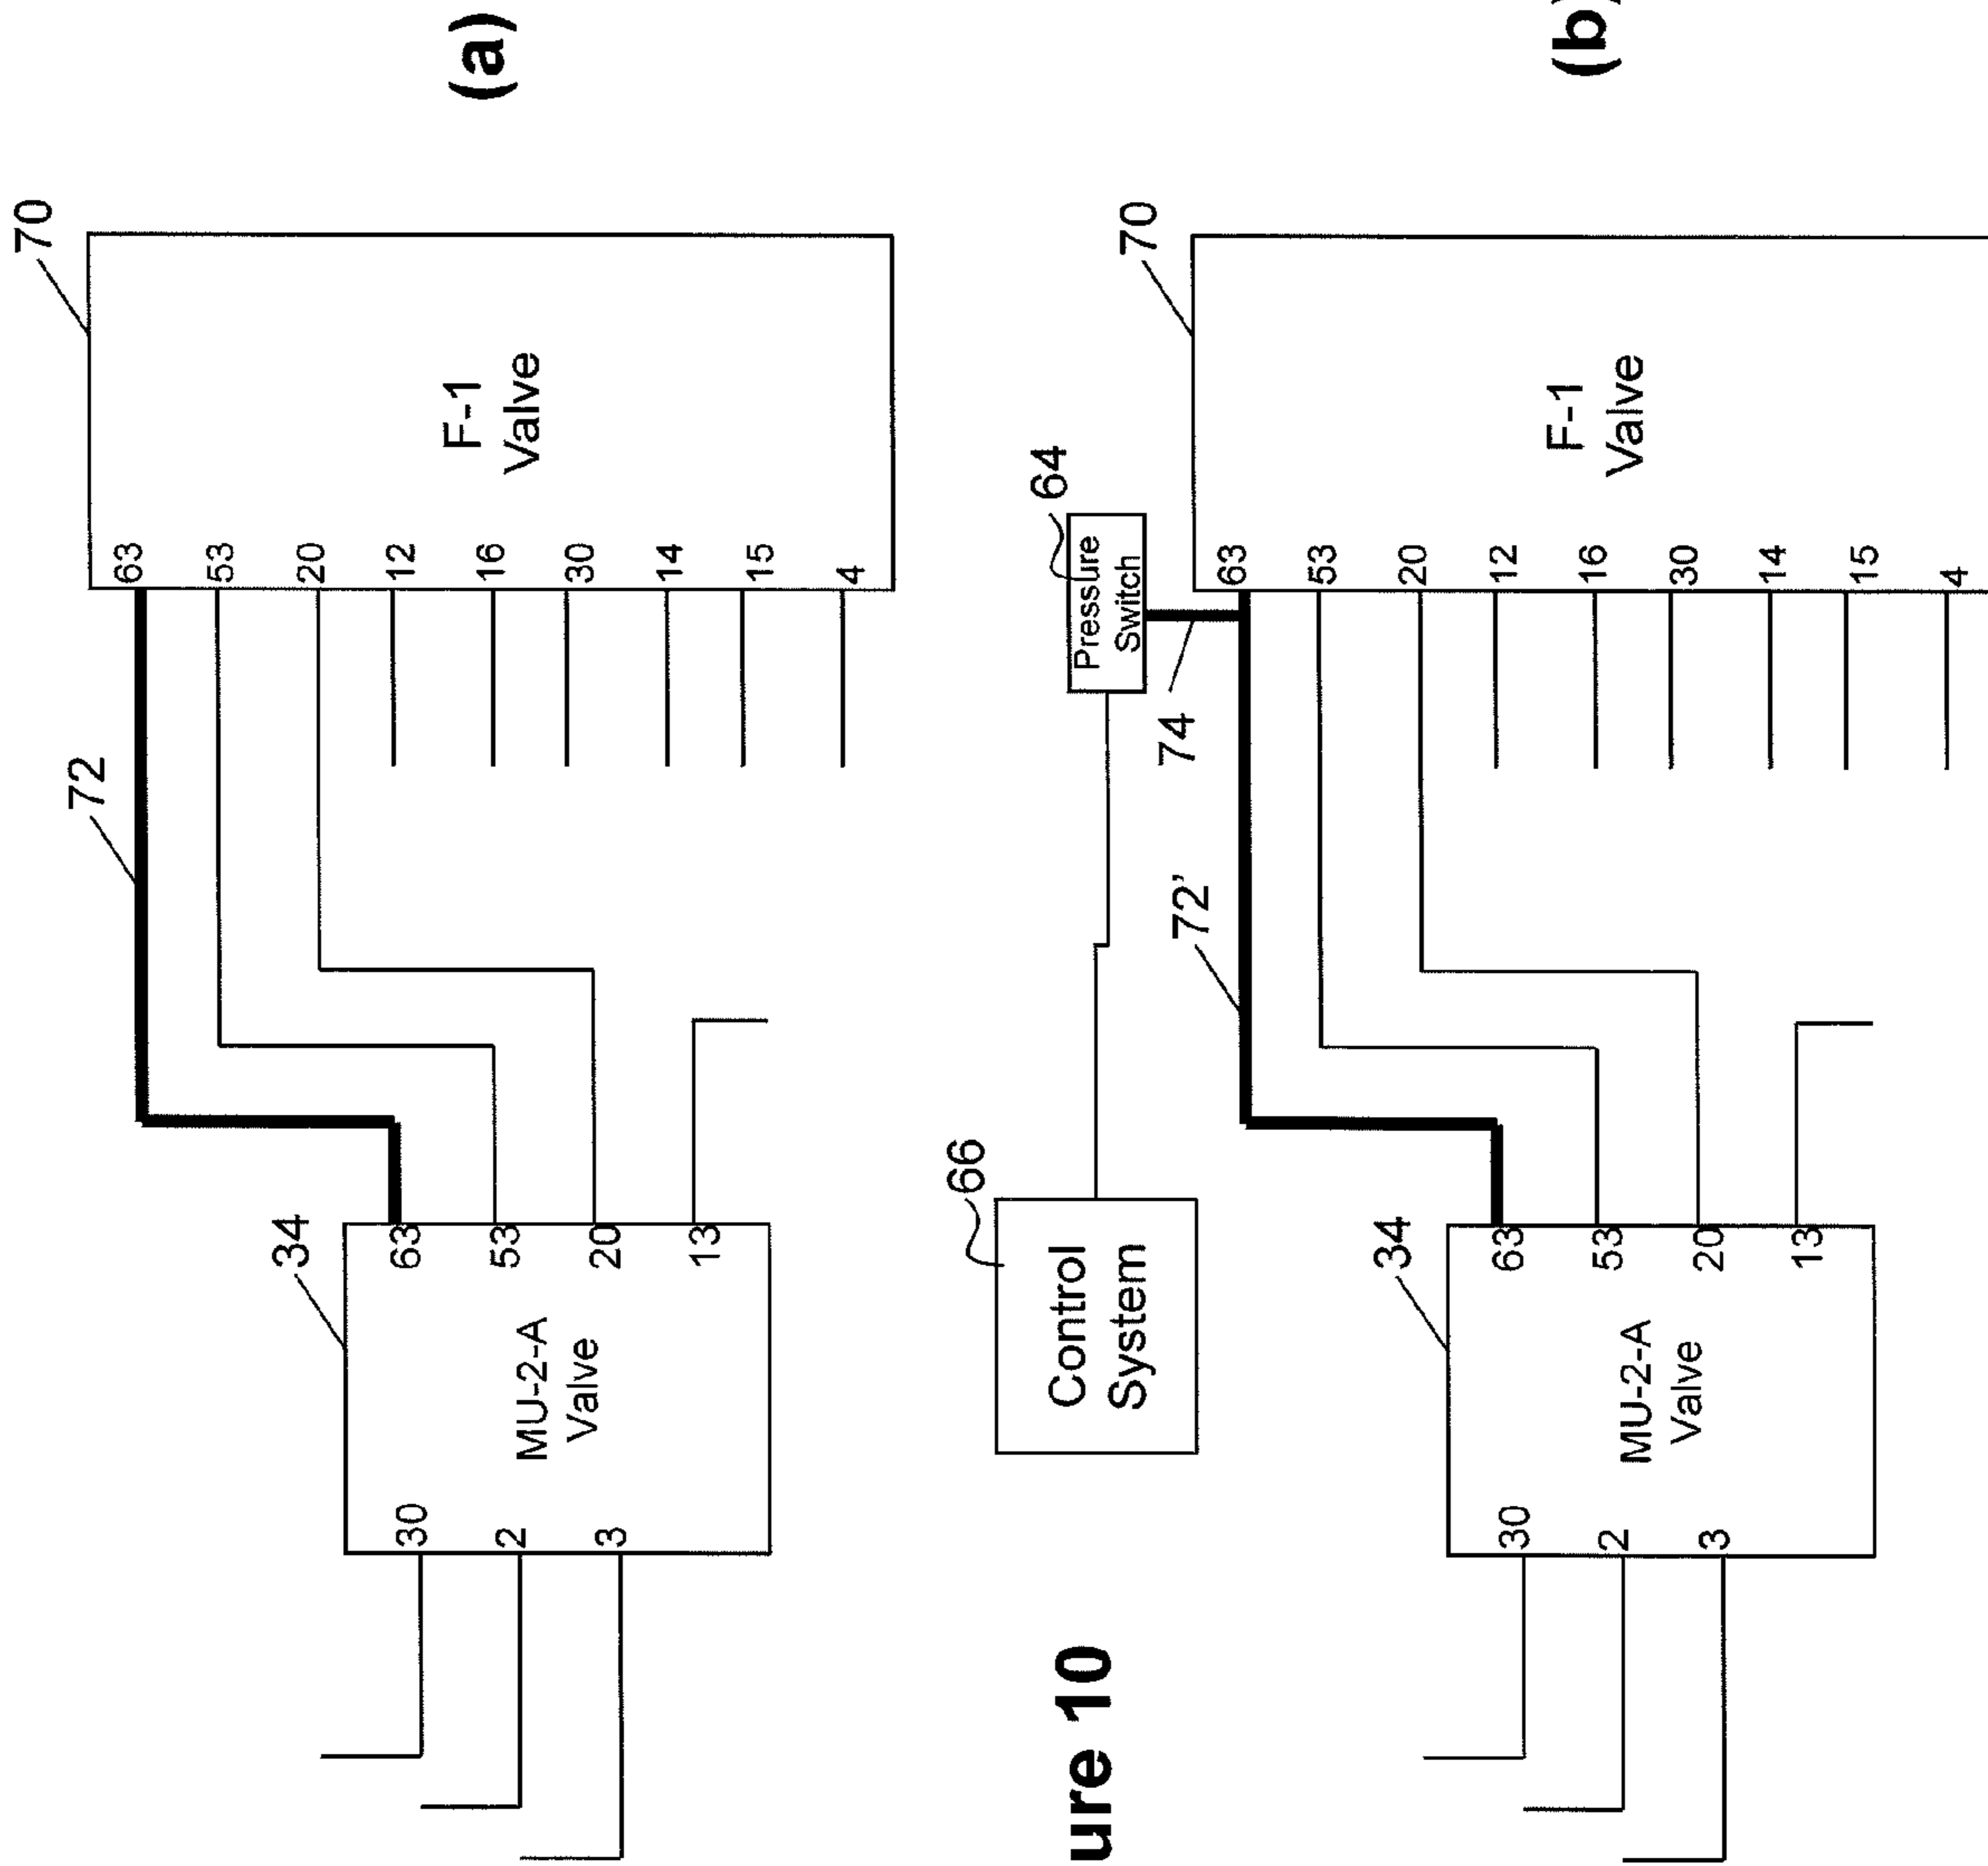 70
72
63
53
34
20
30
63
12
2
MU-2-A
Valve
53
F-1
Valve
16
(a)
3
20
30
13
14
15
4
66
64
Control
System
Pressure
Switch
ure 10
70
74
72'
63
53
34
20
30
63
12
2
MU-2-A
Valve
53
F-1
Valve
16
(b)
3
20
30
13
14
15
4